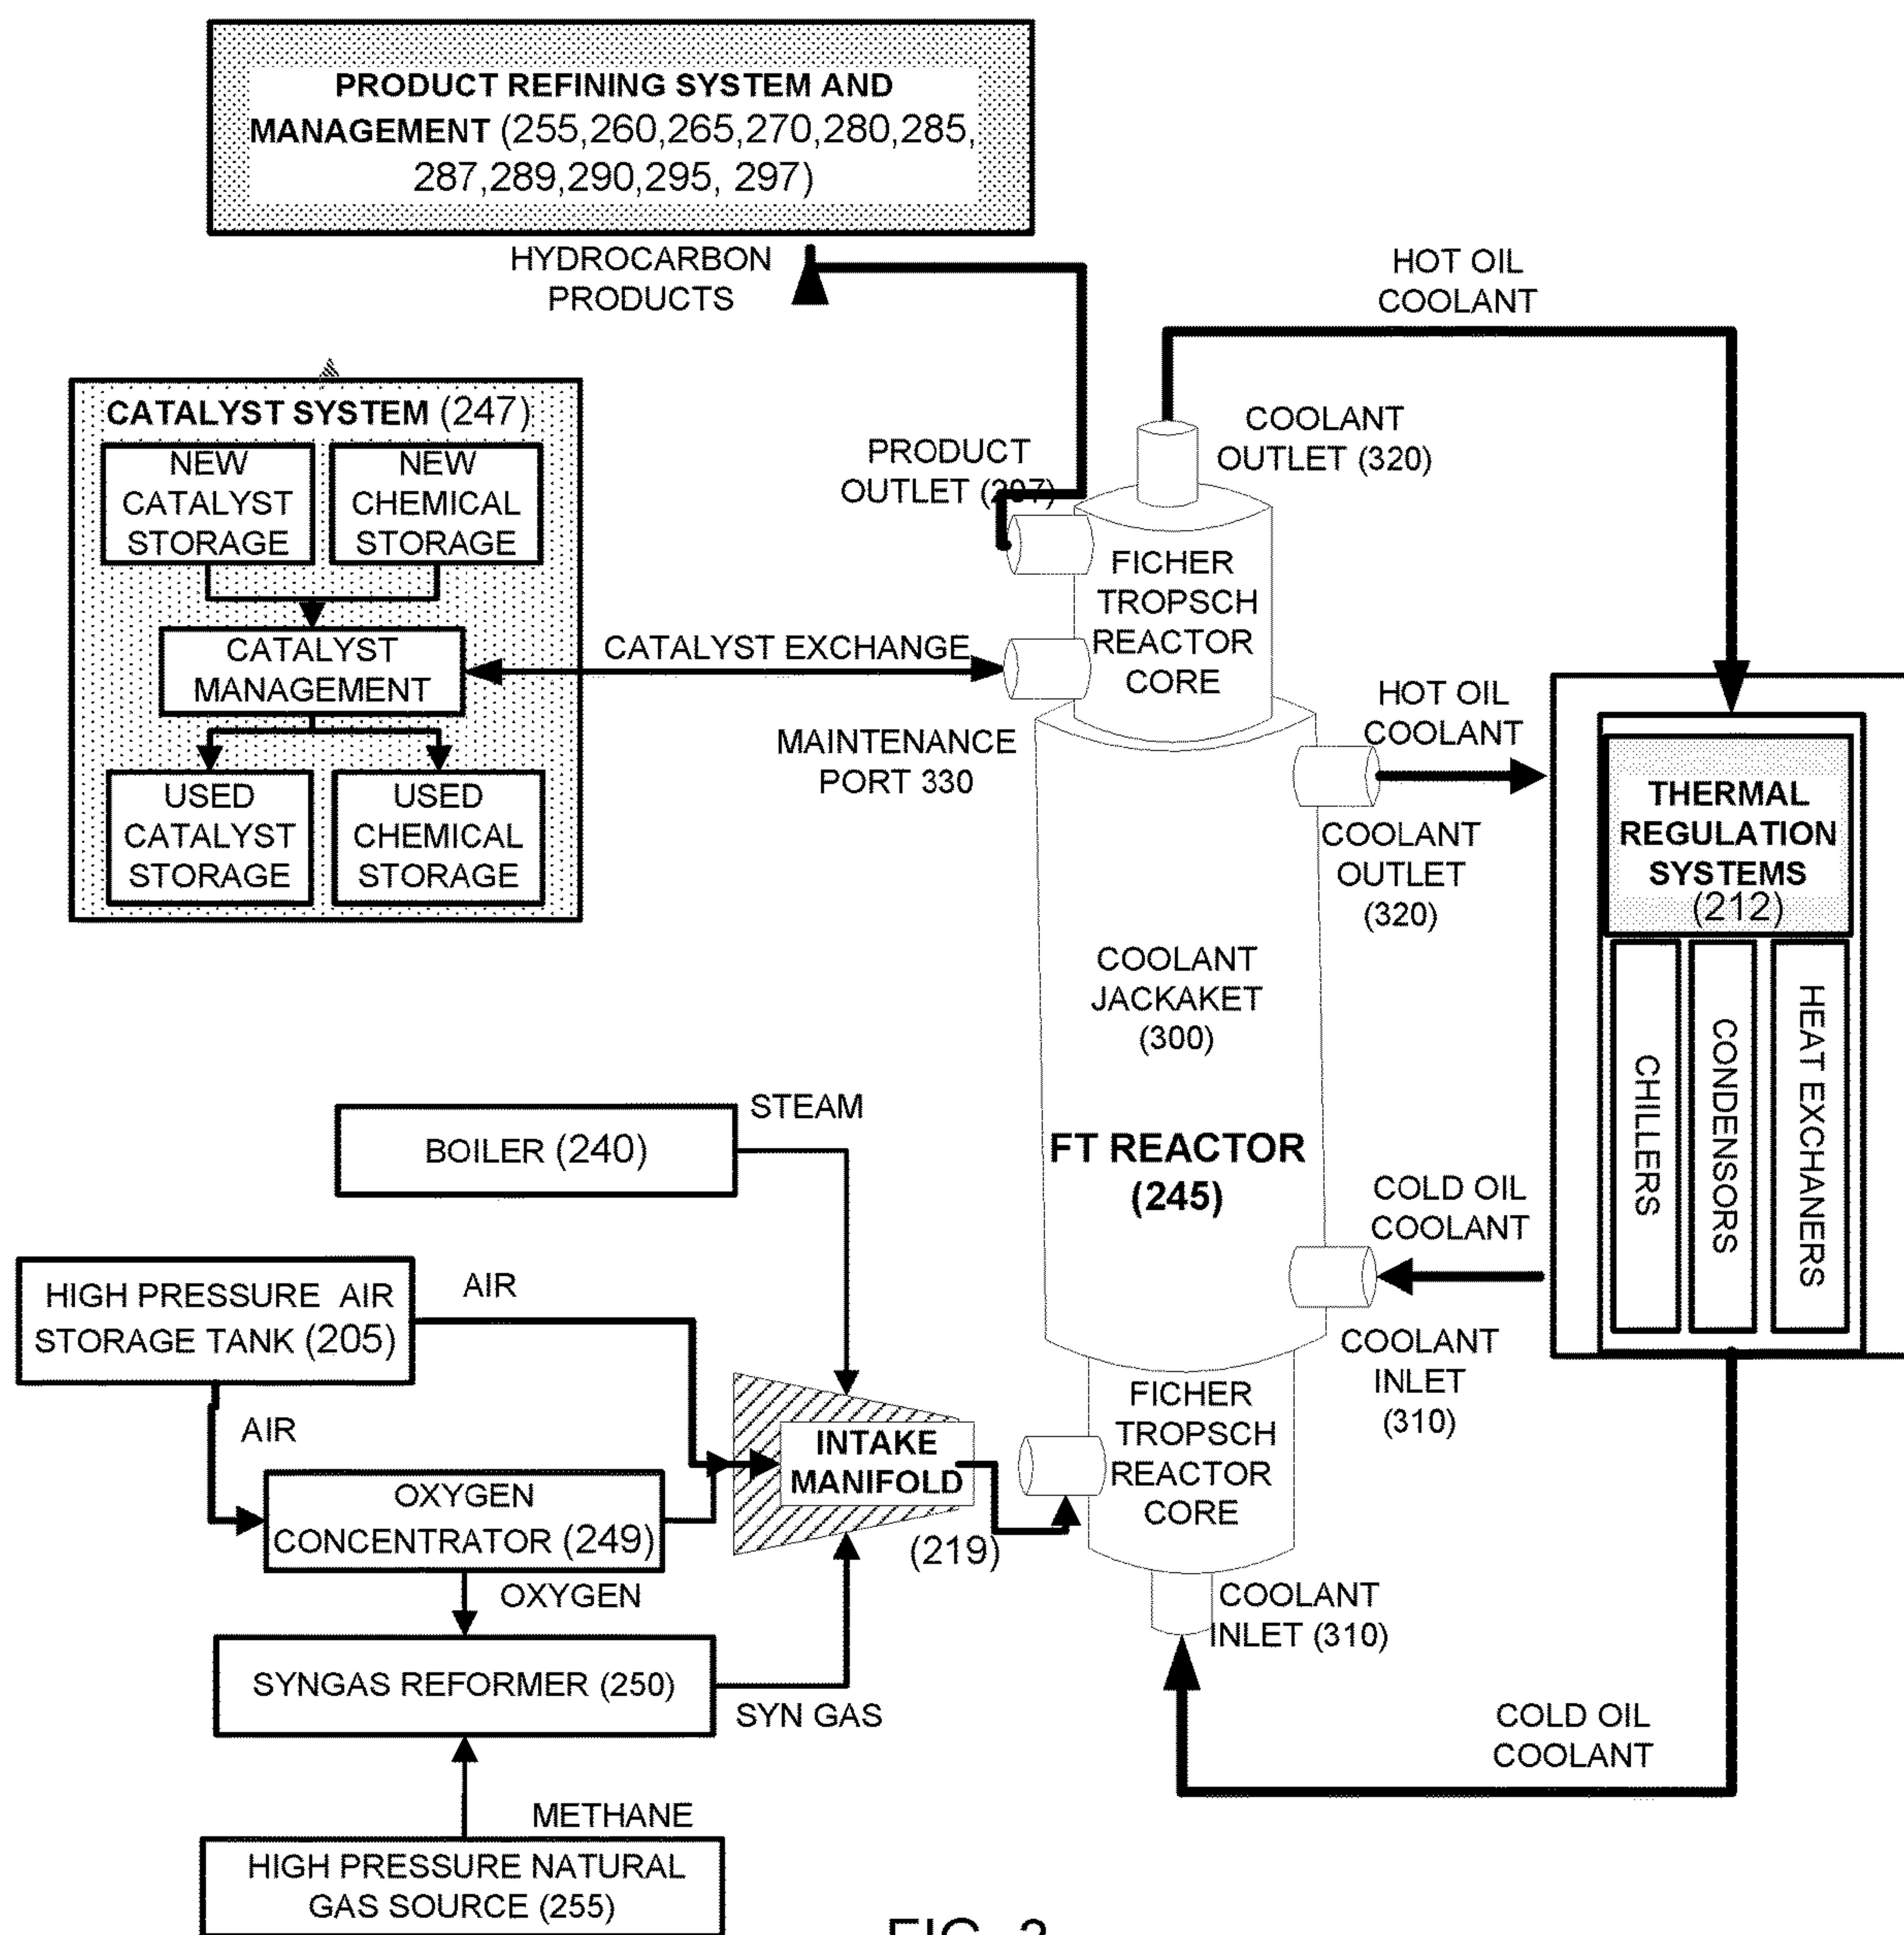 PRODUCT REFINING SYSTEM AND
MANAGEMENT (255,260,265,270,280,285,
287,289,290,295, 297)
HYDROCARBON
PRODUCTS
HOT OIL
COOLANT
CATALYST SYSTEM (247)
NEW
CATALYST
STORAGE
NEW
CHEMICAL
STORAGE
PRODUCT
OUTLET
COOLANT
OUTLET (320)
FICHER
TROPSCH
REACTOR
CORE
CATALYST
MANAGEMENT
CATALYST EXCHANGE
MAINTENANCE
PORT 330
HOT OIL
COOLANT
USED
CATALYST
STORAGE
USED
CHEMICAL
STORAGE
COOLANT
OUTLET
(320)
THERMAL
REGULATION
SYSTEMS
(212)
COOLANT
JACKAKET
(300)
CHILLERS
CONDENSORS
HEAT EXCHANERS
STEAM
BOILER (240)
FT REACTOR
(245)
COLD OIL
COOLANT
HIGH PRESSURE AIR
STORAGE TANK (205)
AIR
COOLANT
INLET
(310)
AIR
INTAKE
MANIFOLD
(219)
FICHER
TROPSCH
REACTOR
CORE
OXYGEN
CONCENTRATOR (249)
OXYGEN
COOLANT
INLET (310)
SYNGAS REFORMER (250)
SYN GAS
COLD OIL
COOLANT
METHANE
HIGH PRESSURE NATURAL
GAS SOURCE (255)
FIG.